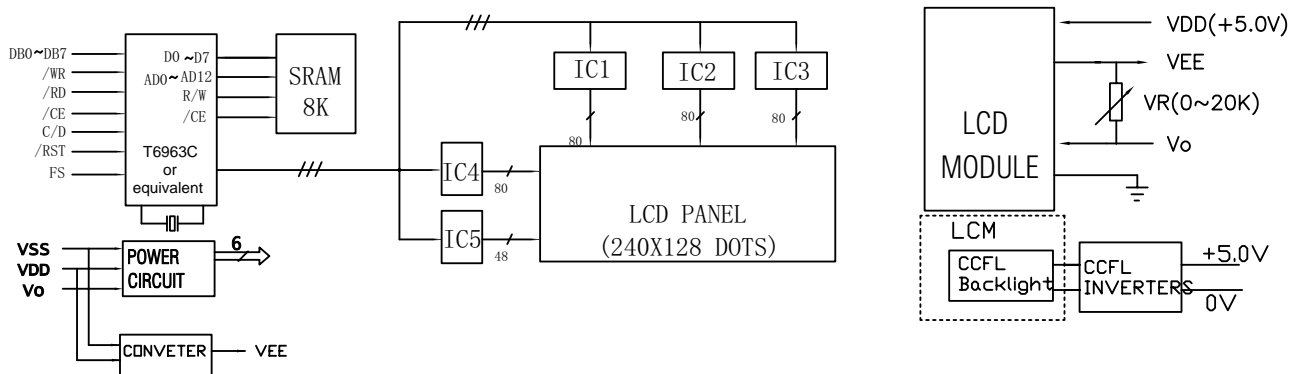 DB0~DB7
/WR
/RD
/CE
C/D
/RST
FS
D0 ~D7
AD0~AD12
R/W
/CE
T6963C
or
equivalent
SRAM
8K
IC1
IC2
IC3
80
80
80
80
IC4
80
IC5
48
LCD PANEL
(240X128 DOTS)
VSS
VDD
Vo
POWER
CIRCUIT
6
CONVETER
VEE
LCD
MODULE
VDD(+5.0V)
VEE
VR(0~20K)
Vo
LCM
CCFL
Backlight
CCFL
INVERTERS
+5.0V
0V